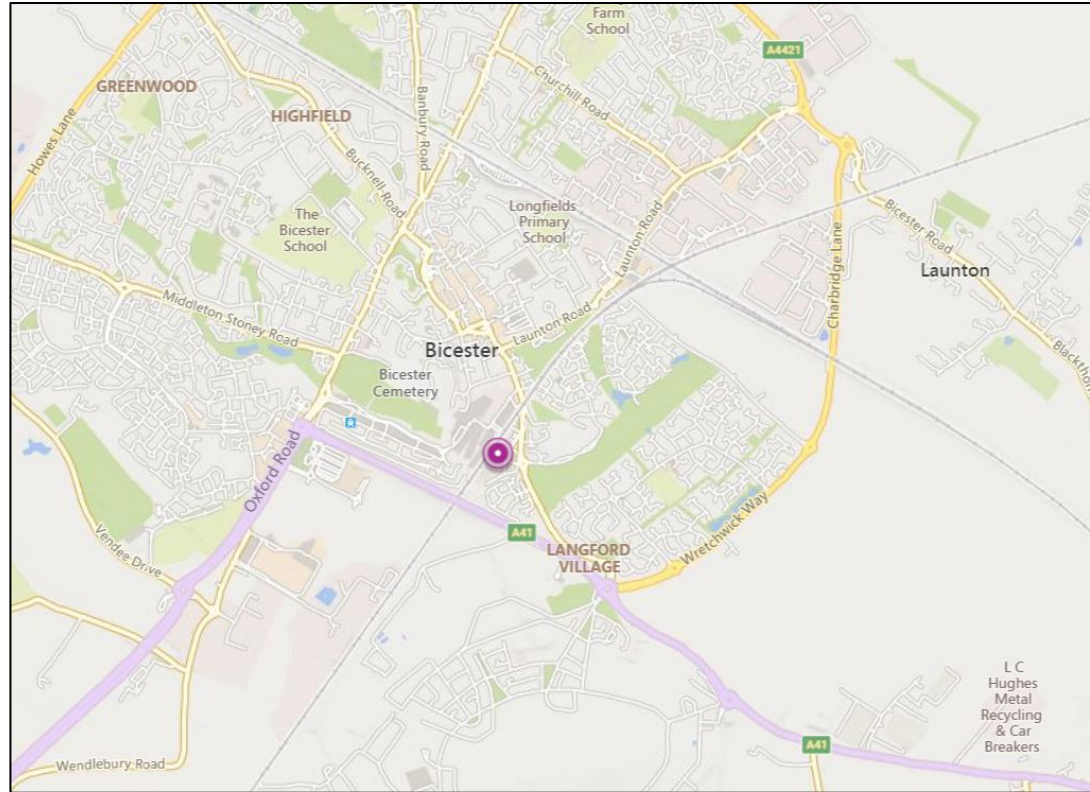 Farm
School
A4421
GREENWOOD
HIGHFIELD
Churchill Road
Banbury Road
Howes Lane
Bucknell Road
The
Bicester
School
Longfields
Primary
School
Launton Road
Bicester Road
Launton
Charbridge Lane
Middleton Stoney Road
Launton Road
Bicester
Bicester
Cemetery
Oxford Road
Vendee Drive
A41
LANGFORD
VILLAGE
Wretchwick Way
L C
Hughes
Metal
Recycling
& Car
Breakers
A41
Wendlebury Road